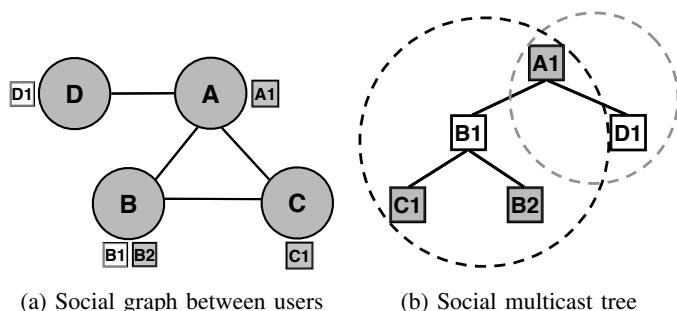 D1 D A A1
B C
B1 B2 C1
(a) Social graph between users
A1
B1 D1
C1 B2
(b) Social multicast tree